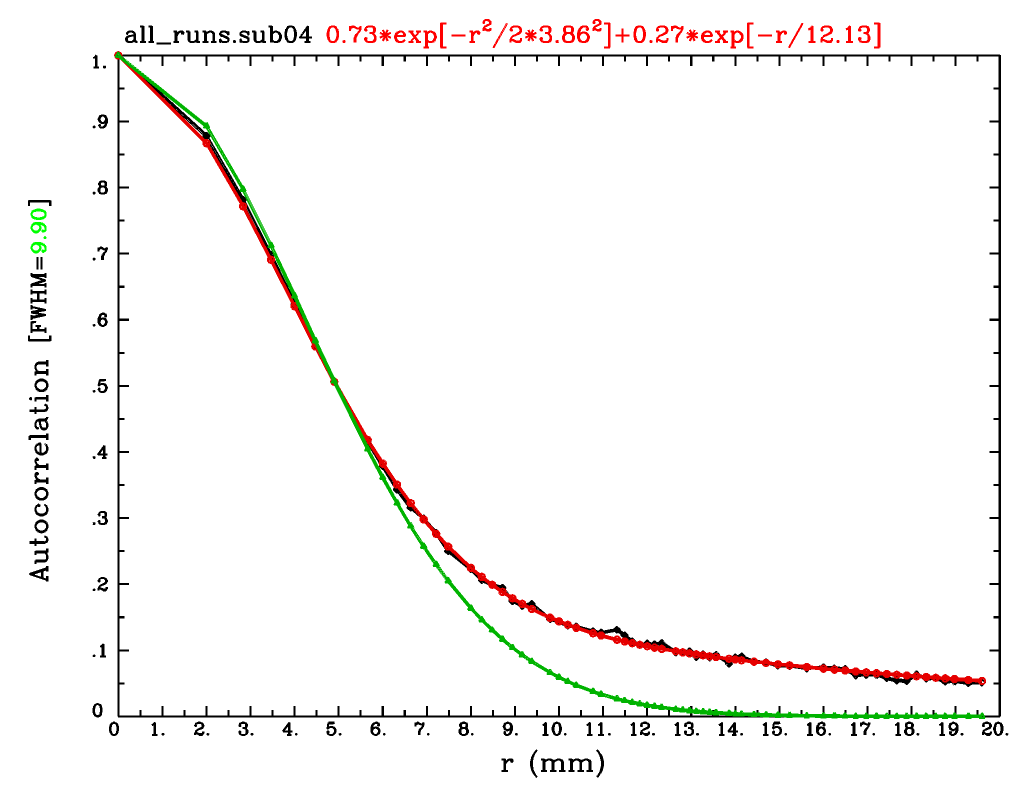 all_runs.sub04 0.73*exp[-r²/2*3.86²]+0.27*exp[-r/12.13]
1.
.9
.8
.7
.6
.5
.4
.3
.2
.1
0
Autocorrelation [FWHM=9.90]
0. 1. 2. 3. 4. 5. 6. 7. 8. 9. 10. 11. 12. 13. 14. 15. 16. 17. 18. 19. 20.
r (mm)